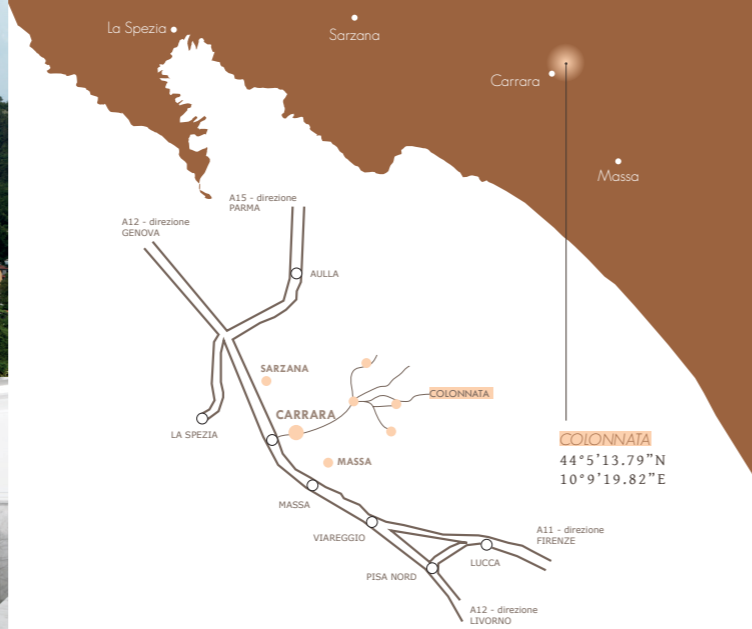 La Spezia
Sarzana
Carrara
Massa
A15 - direzione
PARMA
A12 - direzione
GENOVA
AULLA
SARZANA
COLONNATA
CARRARA
LA SPEZIA
MASSA
MASSA
VIAREGGIO
PISA NORD
LUCCA
A11 - direzione
FIRENZE
A12 - direzione
LIVORNO
COLONNATA
44°5'13.79”N
10°9'19.82”E